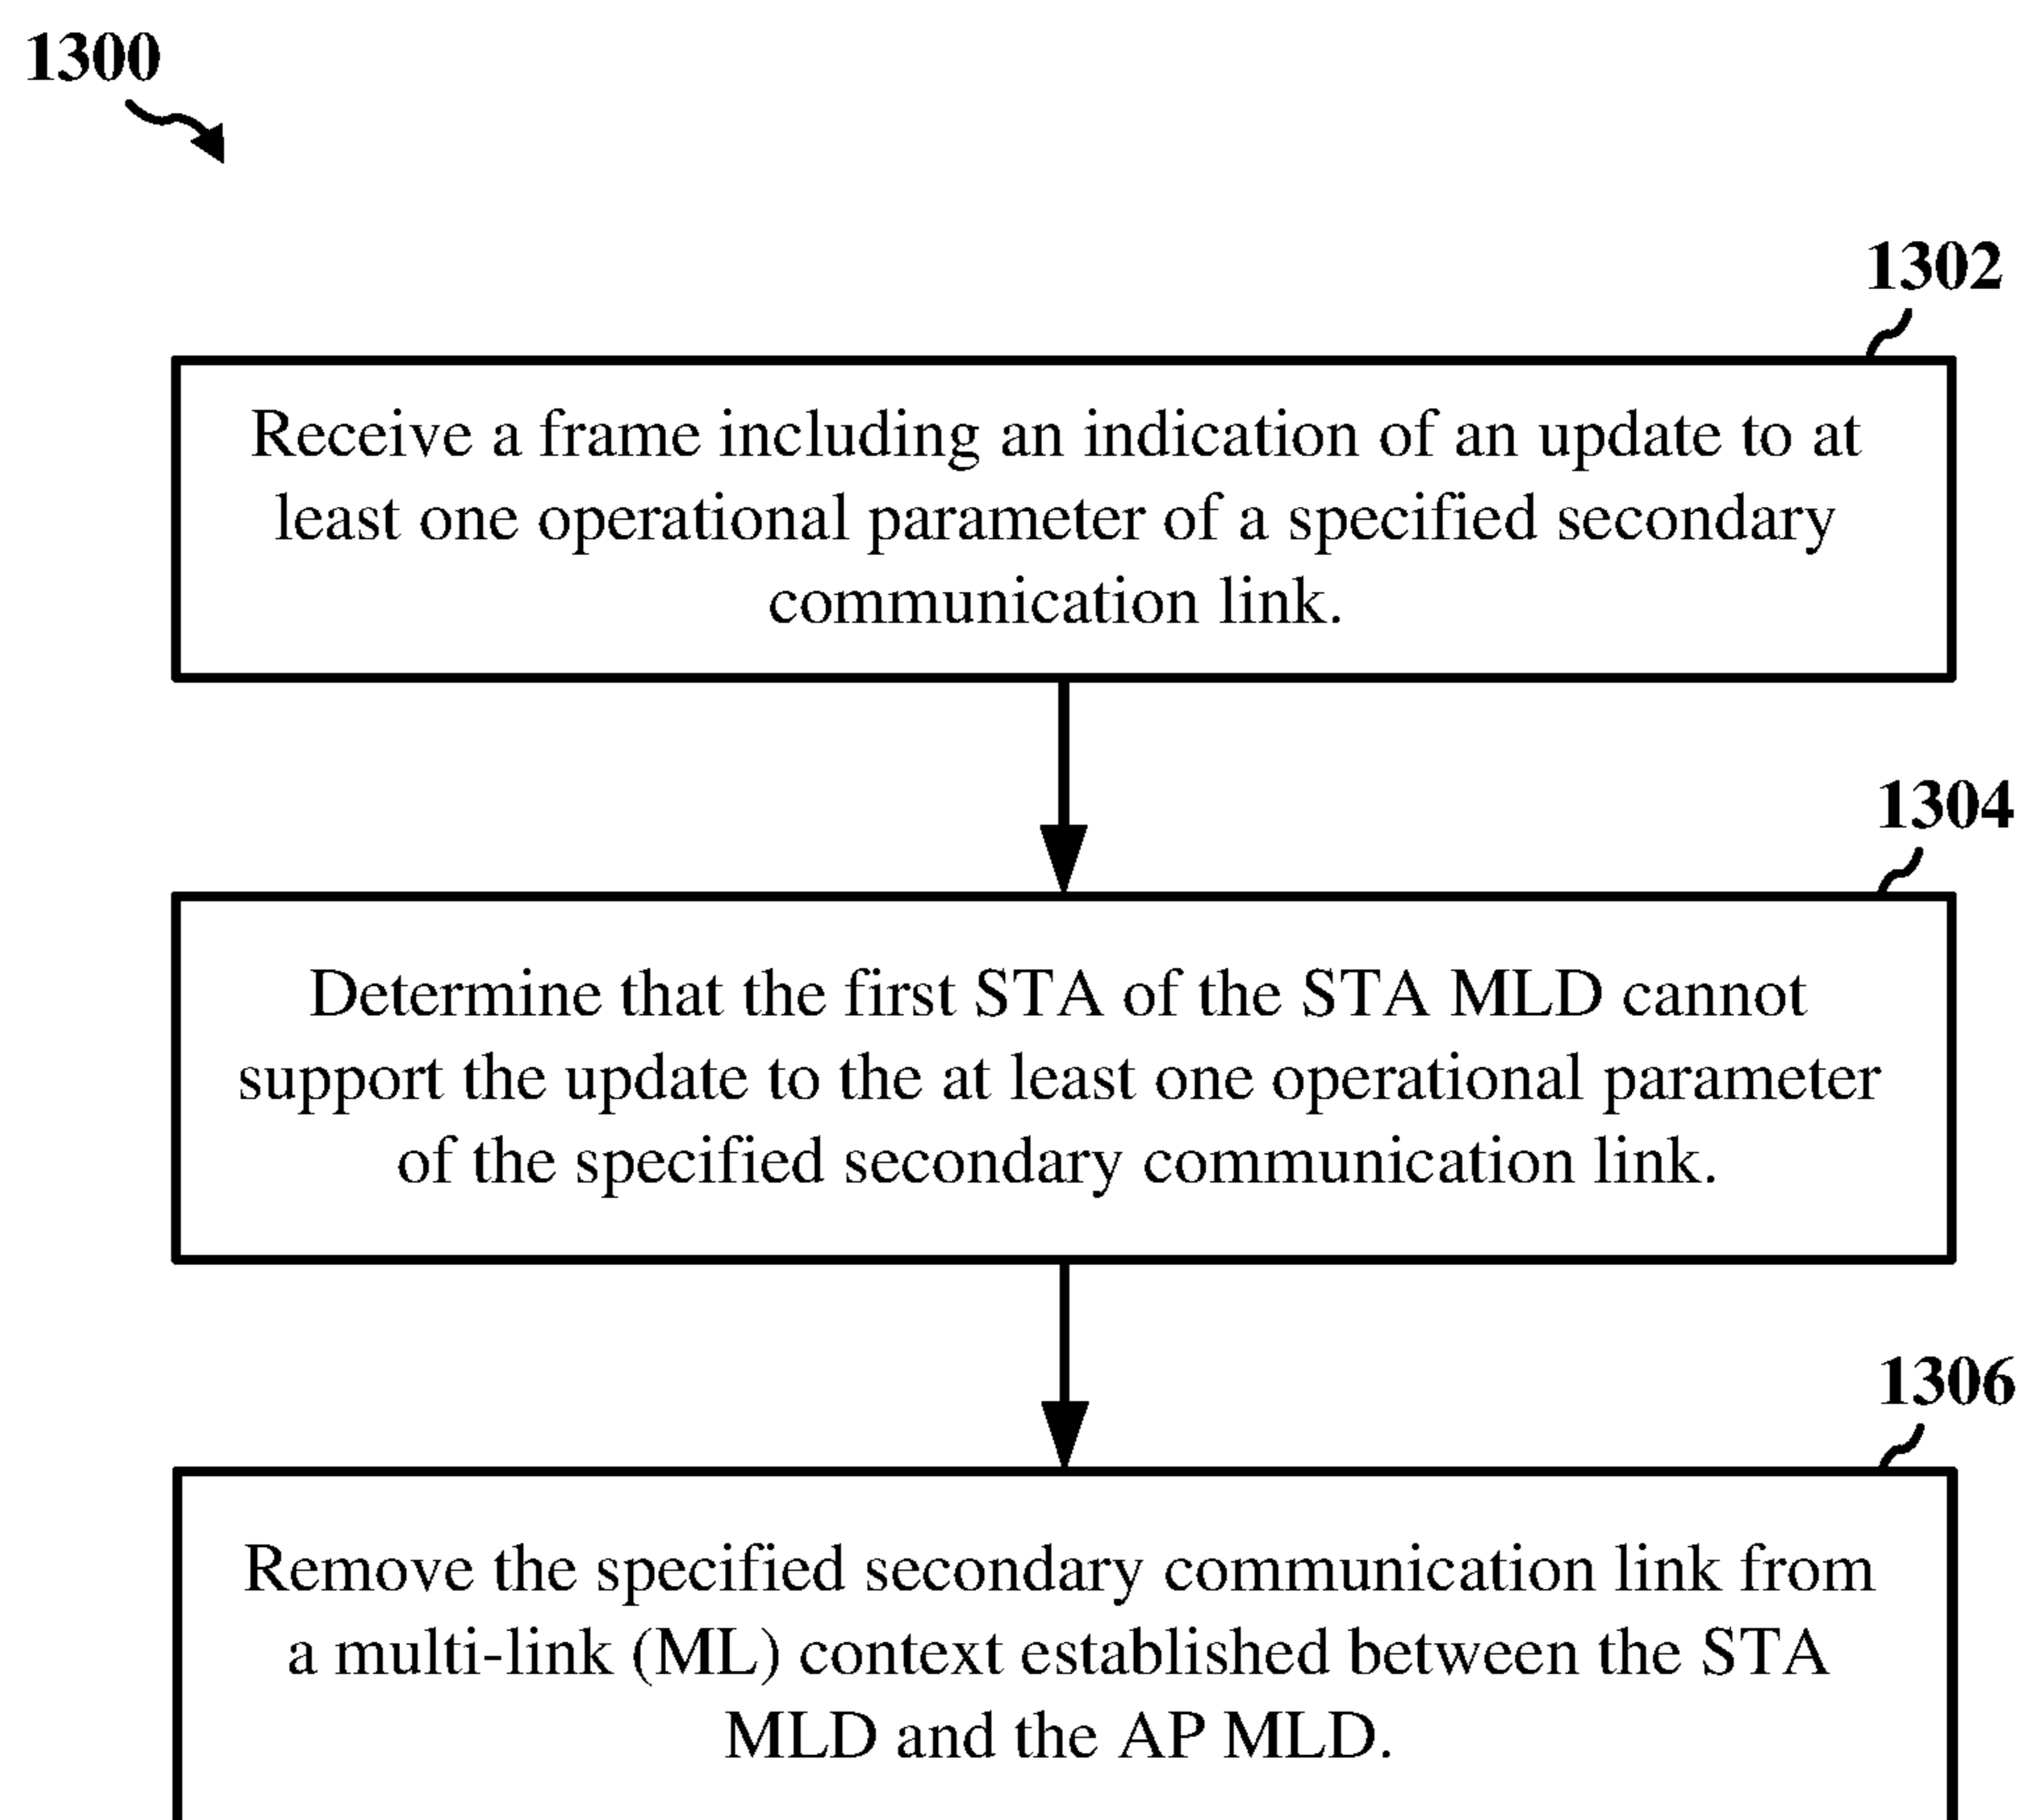 1300
1302
Receive a frame including an indication of an update to at
least one operational parameter of a specified secondary
communication link.
1304
Determine that the first STA of the STA MLD cannot
support the update to the at least one operational parameter
of the specified secondary communication link.
1306
Remove the specified secondary communication link from
a multi-link (ML) context established between the STA
MLD and the AP MLD.